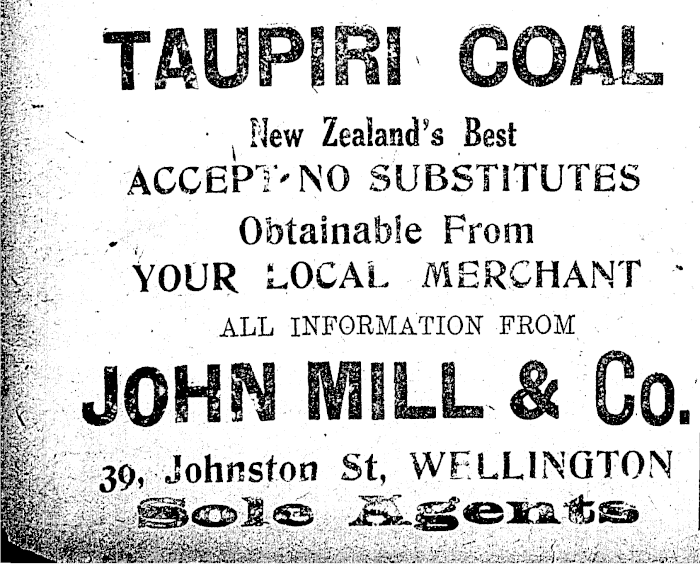 TAUPIRI COAL
New Zealand's Best
ACCEPT NO SUBSTITUTES
Obtainable From
YOUR LOCAL MERCHANT
ALL INFORMATION FROM
JOHN MILL & Co.
39, Johnston St, WELLINGTON
Sole Agents